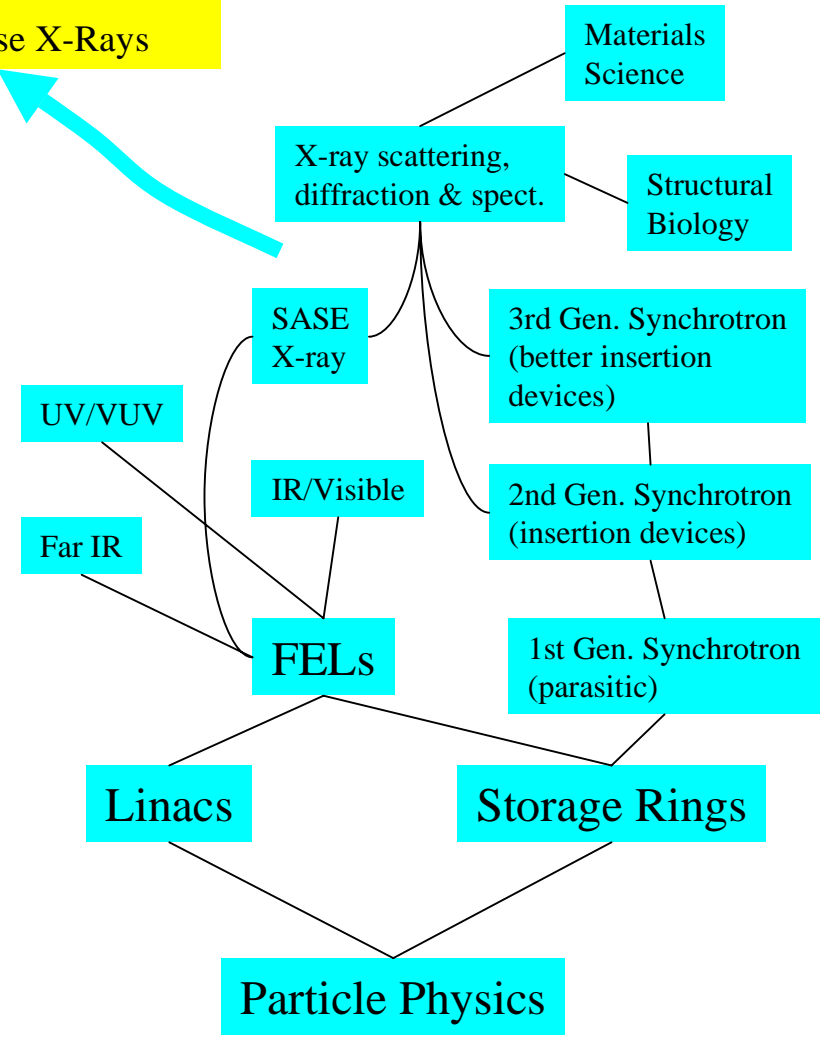 X-Rays
Materials
Science
X-ray scattering,
diffraction & spect.
Structural
Biology
SASE
X-ray
3rd Gen. Synchrotron
(better insertion
devices)
UV/VUV
IR/Visible
2nd Gen. Synchrotron
(insertion devices)
Far IR
FELs
1st Gen. Synchrotron
(parasitic)
Linacs
Storage Rings
Particle Physics